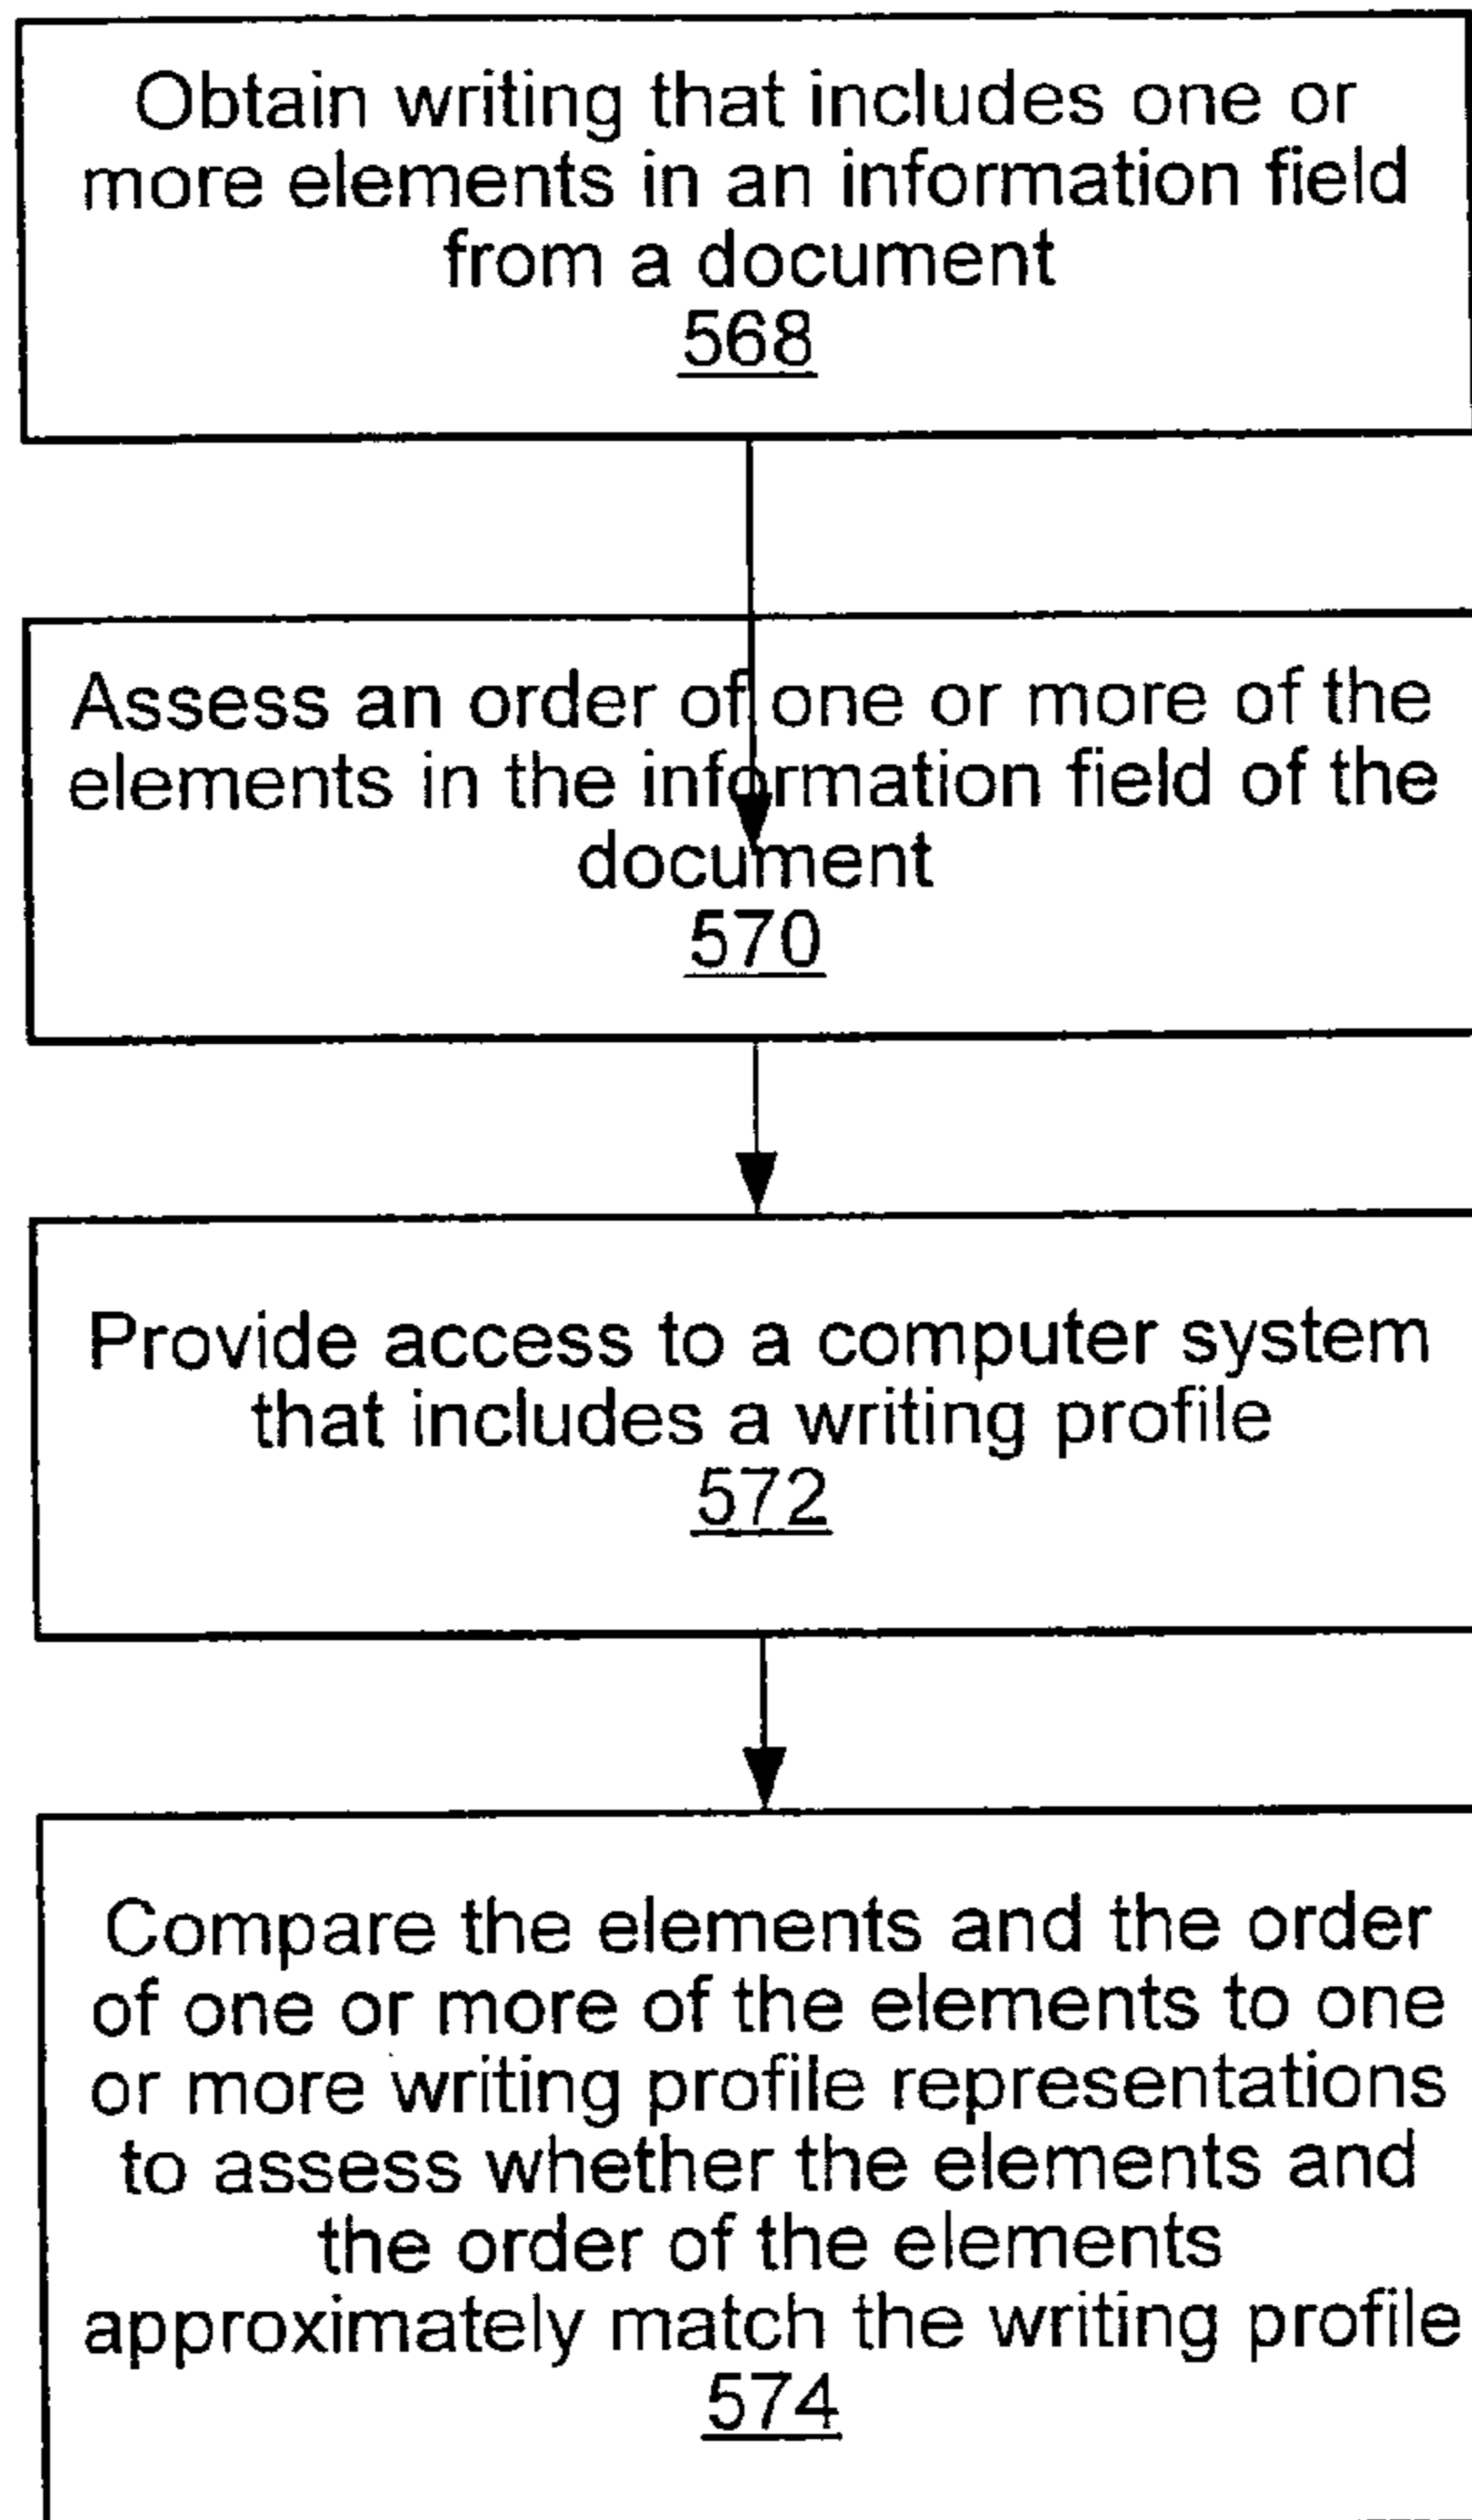 Obtain writing that includes one or
more elements in an information field
from a document
568
Assess an order of one or more of the
elements in the information field of the
document
570
Provide access to a computer system
that includes a writing profile
572
Compare the elements and the order
of one or more of the elements to one
or more writing profile representations
to assess whether the elements and
the order of the elements
approximately match the writing profile
574